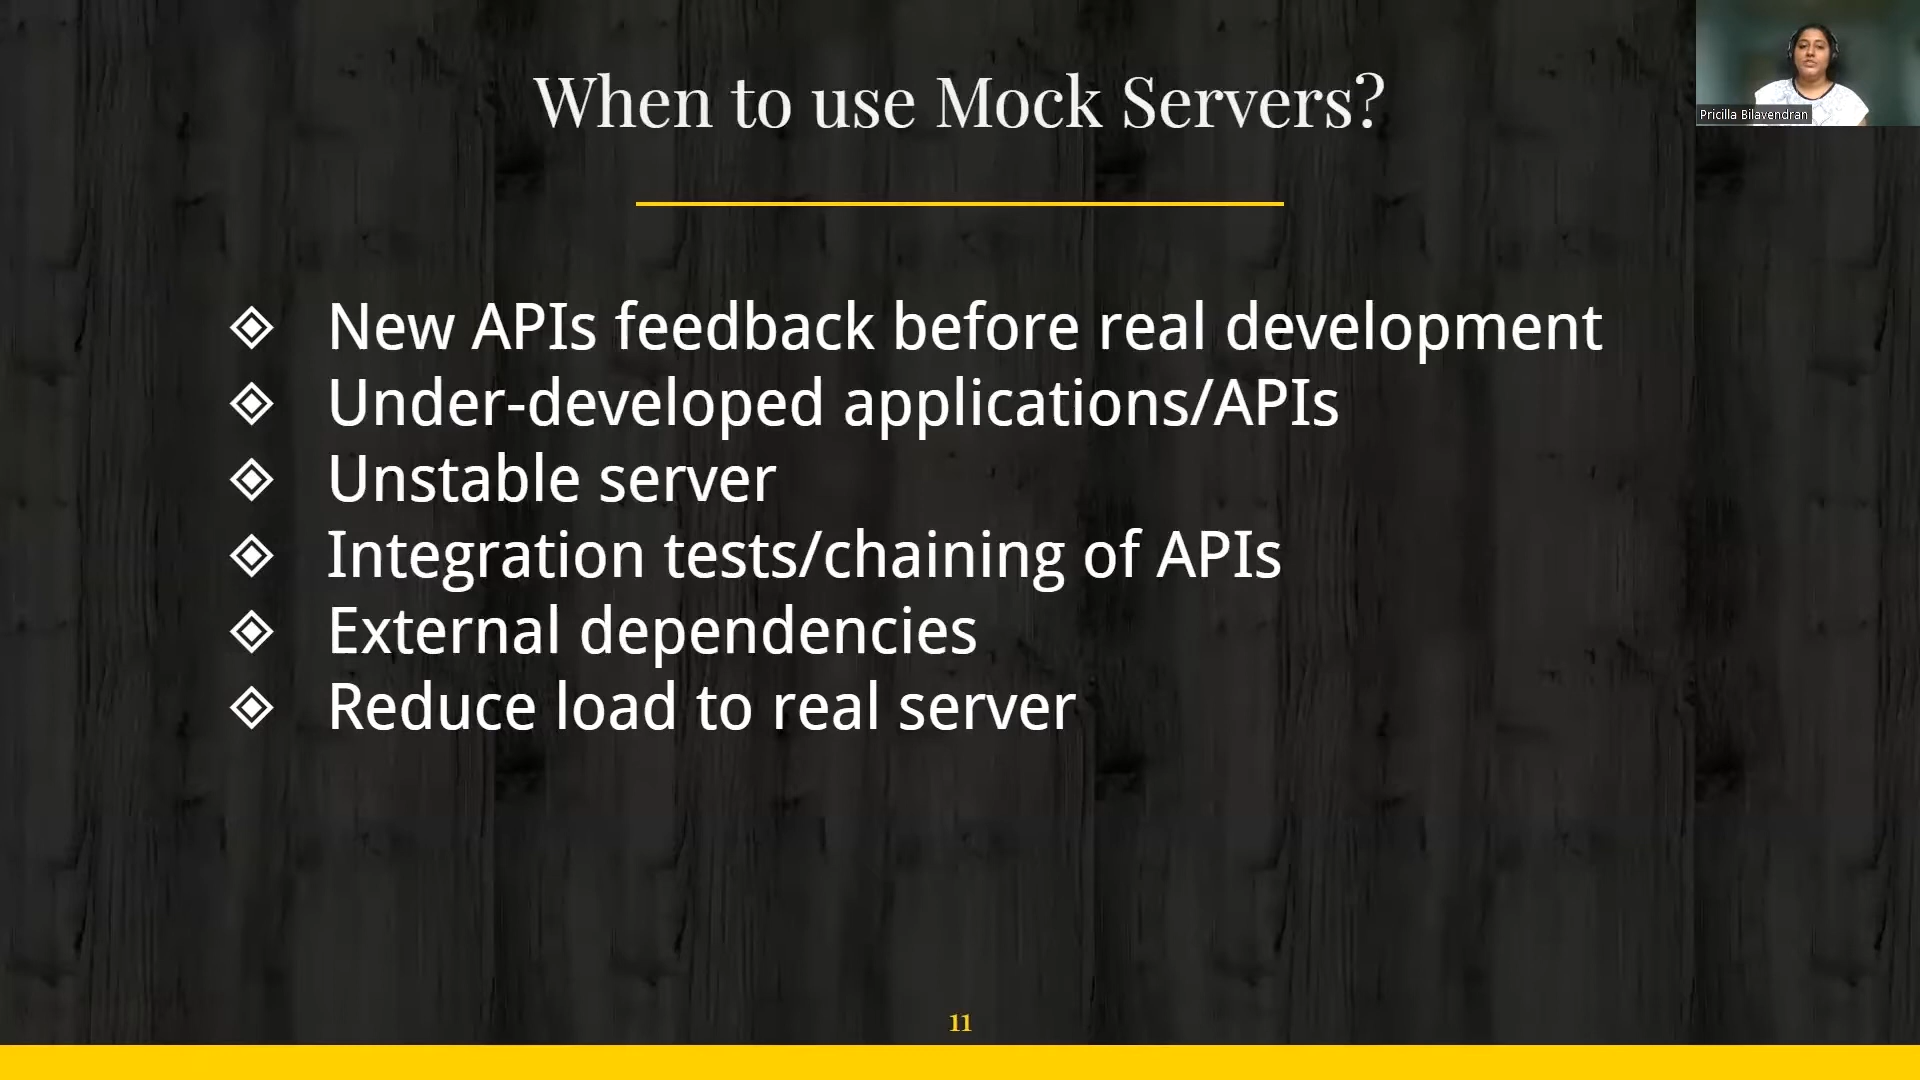 When to use Mock Servers?
Pricilla Bilavendran
New APIs feedback before real development
Under-developed applications/APIs
Unstable server
Integration tests/chaining of APIs
External dependencies
Reduce load to real server
11